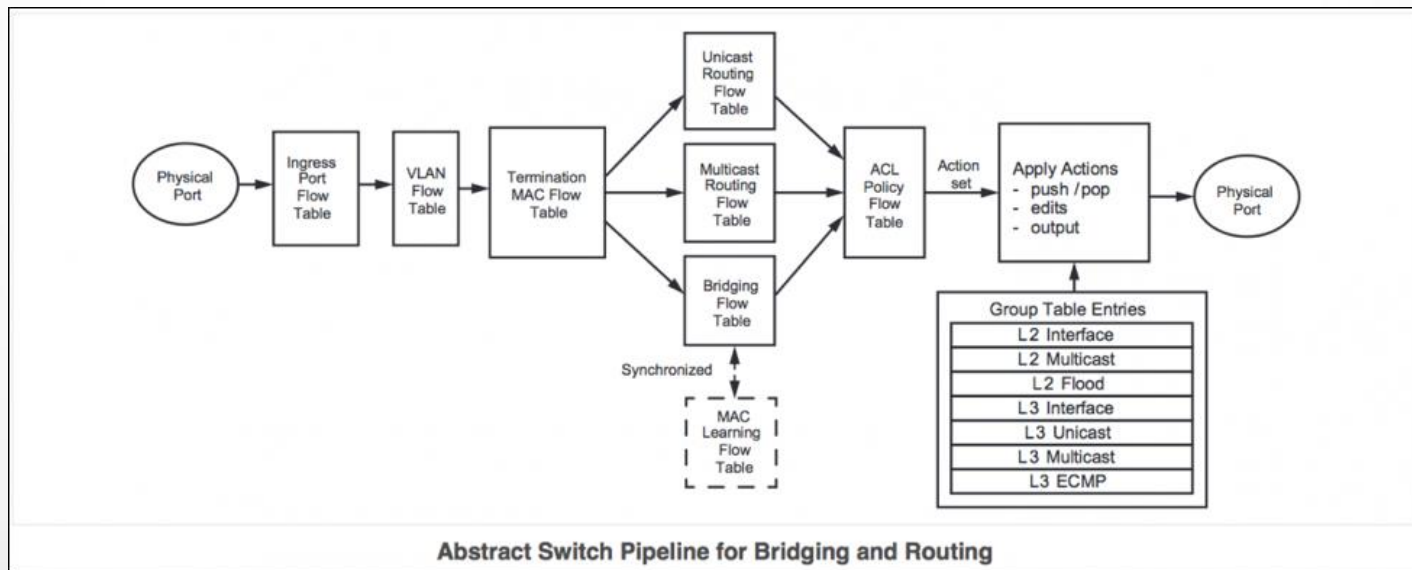 Physical
Port
Ingress
Port
Flow
Table
VLAN
Flow
Table
Termination
MAC Flow
Table
Unicast
Routing
Flow
Table
Multicast
Routing
Flow
Table
Bridging
Flow
Table
Synchronized
MAC
Learning
Flow
Table
ACL
Policy
Flow
Table
Action
set
Apply Actions
- push /pop
- edits
- output
Physical
Port
Group Table Entries
L2 Interface
L2 Multicast
L2 Flood
L3 Interface
L3 Unicast
L3 Multicast
L3 ECMP
Abstract Switch Pipeline for Bridging and Routing